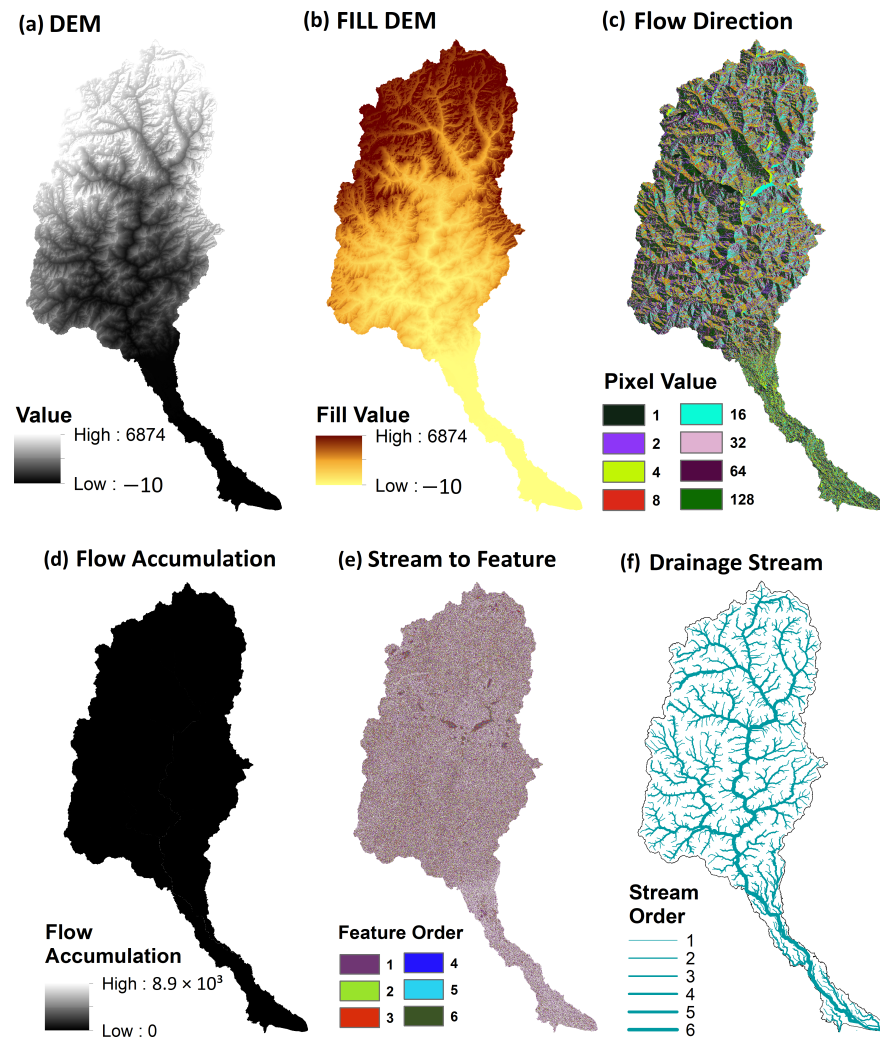 (a) DEM
(b) FILL DEM
(c) Flow Direction
Value
High : 6874
Low : —10
Fill Value
High : 6874
Low : —10
Pixel Value
1
16
2
32
4
64
8
128
(d) Flow Accumulation
(e) Stream to Feature
(f) Drainage Stream
Flow
Accumulation
High : 8.9 × 10³
Low : 0
Feature Order
1
4
2
5
3
6
Stream
Order
1
2
3
4
5
6